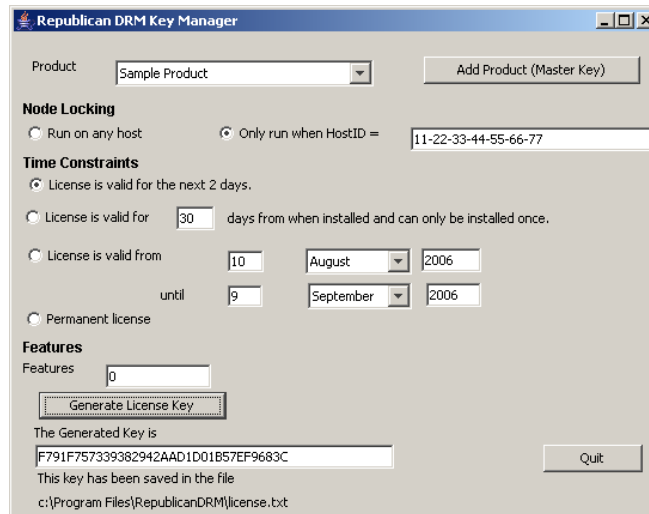 Republican DRM Key Manager
Product Sample Product Add Product (Master Key)
Node Locking
Run on any host Only run when HostID = 11-22-33-44-55-66-77
Time Constraints
License is valid for the next 2 days.
License is valid for 30 days from when installed and can only be installed once.
License is valid from 10 August 2006
until 9 September 2006
Permanent license
Features
Features 0
Generate License Key
The Generated Key is
F791F757339382942AAD1D01B57EF9683C Quit
This key has been saved in the file
c:\Program Files\RepublicanDRM\license.txt